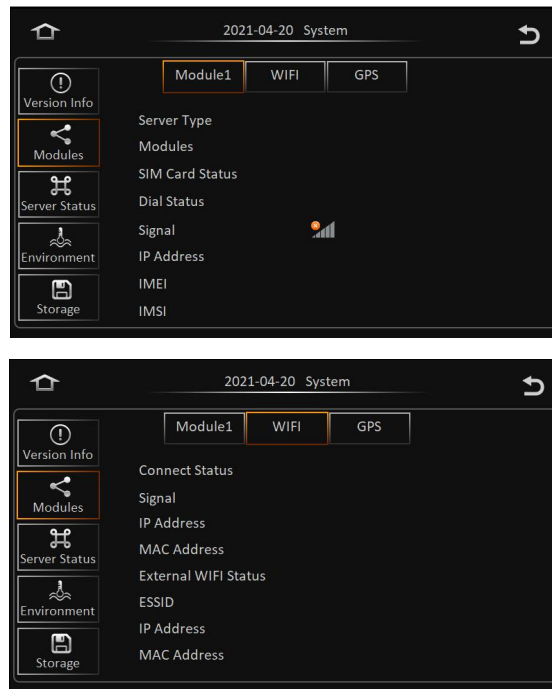 2021-04-20 System
Module1 WIFI GPS
Version Info
Modules
Server Status
Environment
Storage
Server Type
Modules
SIM Card Status
Dial Status
Signal
IP Address
IMEI
IMSI
2021-04-20 System
Module1 WIFI GPS
Version Info
Modules
Server Status
Environment
Storage
Connect Status
Signal
IP Address
MAC Address
External WIFI Status
ESSID
IP Address
MAC Address